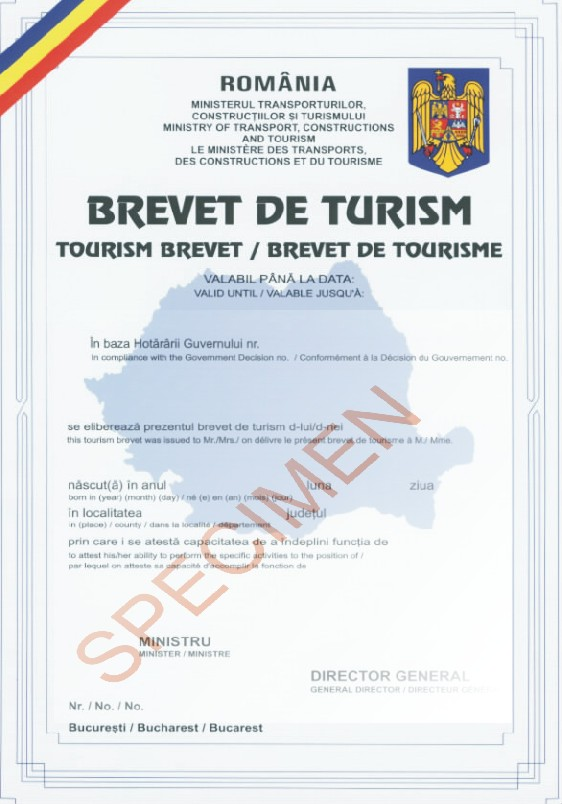 ROMÂNIA
MINISTERUL TRANSPORTURILOR,
CONSTRUCȚIILOR ȘI TURISMULUI
MINISTRY OF TRANSPORT, CONSTRUCTIONS
AND TOURISM
LE MINISTÈRE DES TRANSPORTS,
DES CONSTRUCTIONS ET DU TOURISME
BREVET DE TURISM
TOURISM BREVET / BREVET DE TOURISME
VALABIL PÂNĂ LA DATA:
VALID UNTIL / VALABLE JUSQU'À:
În baza Hotărârii Guvernului nr.
In compliance with the Government Decision no. / Conformément à la Décision du Gouvernement no.
se eliberează prezentul brevet de turism d-lui/d-nei
this tourism brevet was issued to Mr./Mrs./ on délivre le présent brevet de tourisme à M./ Mme.
născut(ă) în anul luna ziua
born in (year) (month) (day) / né (e) en (an) (mois) (jour)
în localitatea județul
in (place) / county / dans la localité / département
prin care i se atestă capacitatea de a îndeplini funcția de
to attest his/her ability to perform the specific activities to the position of /
par lequel on atteste sa capacité d'accomplir la fonction de
SPECIMEN
MINISTRU
MINISTER / MINISTRE
DIRECTOR GENERAL
GENERAL DIRECTOR / DIRECTEUR GÉNÉRAL
Nr. / No. / No.
București / Bucharest / Bucarest